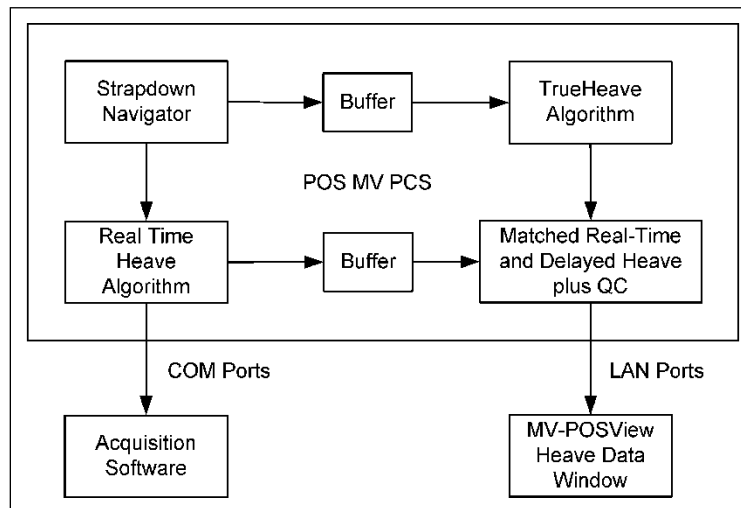 Strapdown
Navigator
Buffer
TrueHeave
Algorithm
POS MV PCS
Real Time
Heave
Algorithm
Buffer
Matched Real-Time
and Delayed Heave
plus QC
COM Ports
LAN Ports
Acquisition
Software
MV-POSView
Heave Data
Window